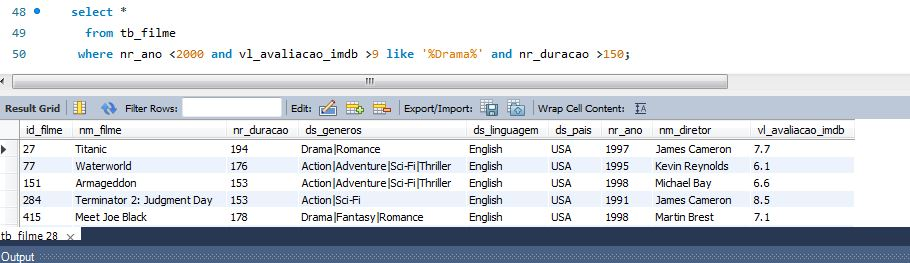 48 select *
49 from tb_filme
50 where nr_ano <2000 and vl_avaliacao_imdb >9 like '%Drama%' and nr_duracao >150;
Result Grid Filter Rows: Edit: Export/Import: Wrap Cell Content:
id_filme nm_filme nr_duracao ds_generos ds_linguagem ds_pais nr_ano nm_diretor vl_avaliacao_imdb
27 Titanic 194 Drama|Romance English USA 1997 James Cameron 7.7
77 Waterworld 176 Action|Adventure|Sci-Fi|Thriller English USA 1995 Kevin Reynolds 6.1
151 Armageddon 153 Action|Adventure|Sci-Fi|Thriller English USA 1998 Michael Bay 6.6
284 Terminator 2: Judgment Day 153 Action|Sci-Fi English USA 1991 James Cameron 8.5
415 Meet Joe Black 178 Drama|Fantasy|Romance English USA 1998 Martin Brest 7.1
tb_filme 28
Output